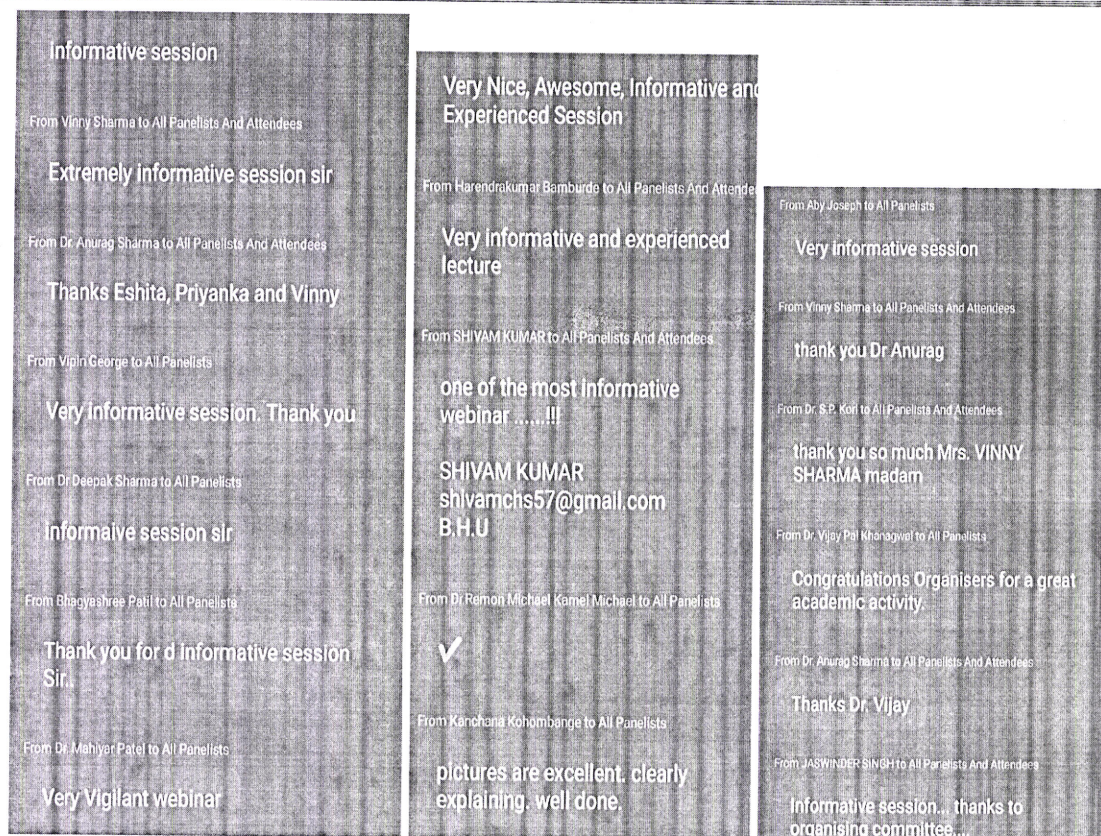 informative session
From Vinny Sharma to All Panelists And Attendees
Extremely informative session sir
From Dr. Anurag Sharma to All Panelists And Attendees
Thanks Eshita, Priyanka and Vinny
From Vipin George to All Panelists
Very informative session. Thank you
From Dr Deepak Sharma to All Panelists
informaive session sir
From Bhagyashree Patil to All Panelists
Thank you for d informative session
Sir..
From Dr. Mahiyar Patel to All Panelists
Very Vigilant webinar
Very Nice, Awesome, Informative and
Experienced Session
From Harendrakumar Bamburde to All Panelists And Attende
Very informative and experienced
lecture
From SHIVAM KUMAR to All Panelists And Attendees
one of the most informative
webinar ......!!!
SHIVAM KUMAR
shivamchs57@gmail.com
B.H.U
From Dr.Remon Michael Kamel Michael to All Panelists
✓
From Kanchana Kohombange to All Panelists
pictures are excellent. clearly
explaining. well done.
From Aby Joseph to All Panelists
Very informative session
From Vinny Sharma to All Panelists And Attendees
thank you Dr Anurag
From Dr. S.P. Kori to All Panelists And Attendees
thank you so much Mrs. VINNY
SHARMA madam
From Dr. Vijay Pal Khanagwal to All Panelists
Congratulations Organisers for a great
academic activity.
From Dr. Anurag Sharma to All Panelists And Attendees
Thanks Dr. Vijay
From JASWINDER SINGH to All Panelists And Attendees
Informative session... thanks to
organising committee....